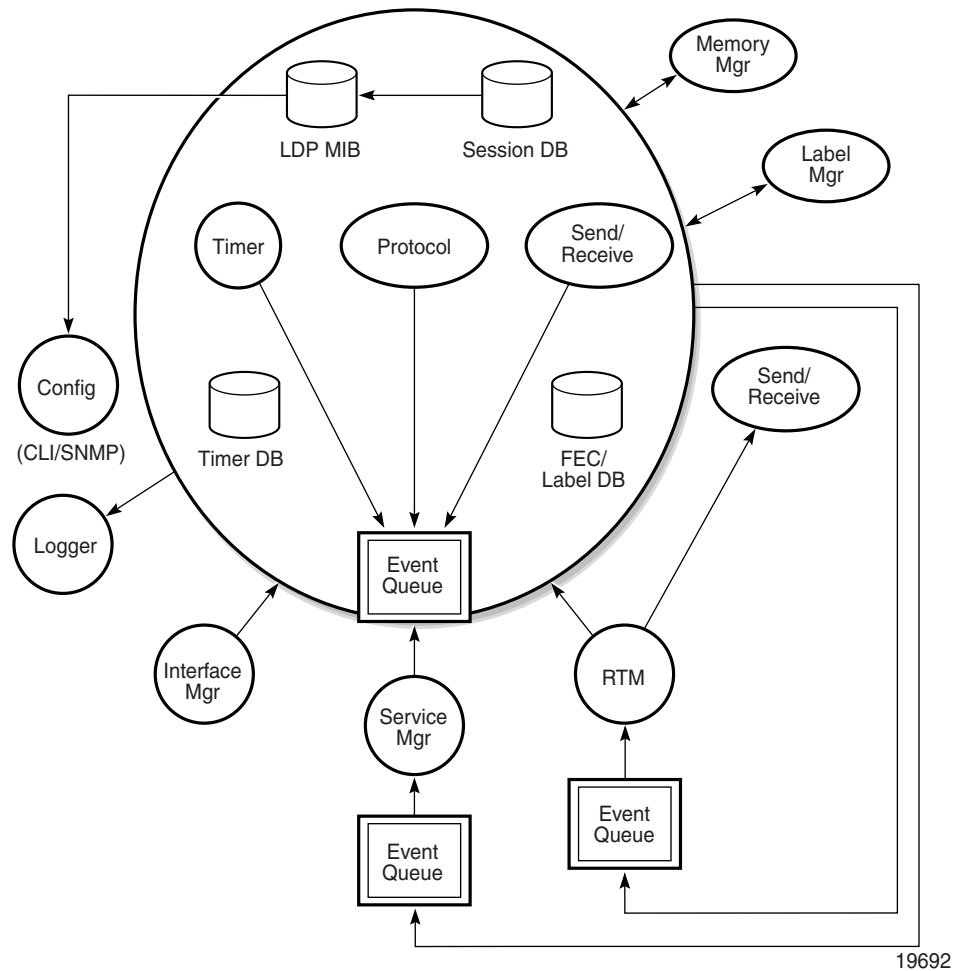 Memory
Mgr
LDP MIB
Session DB
Label
Mgr
Timer
Protocol
Send/
Receive
Config
(CLI/SNMP)
Timer DB
FEC/
Label DB
Send/
Receive
Logger
Event
Queue
Interface
Mgr
Service
Mgr
RTM
Event
Queue
Event
Queue
19692